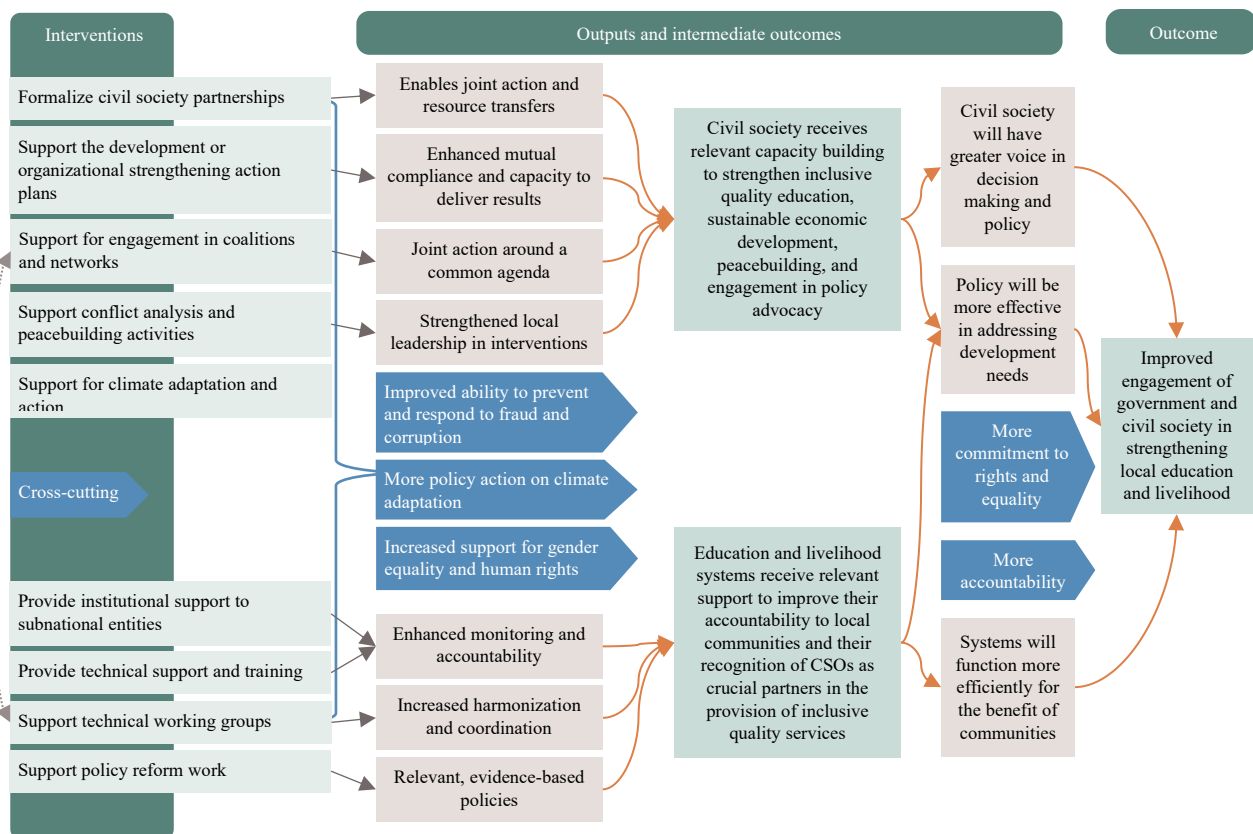 Interventions
Outputs and intermediate outcomes
Outcome
Formalize civil society partnerships
Support the development or
organizational strengthening action
plans
Support for engagement in coalitions
and networks
Support conflict analysis and
peacebuilding activities
Support for climate adaptation and
action
Cross-cutting
Provide institutional support to
subnational entities
Provide technical support and training
Support technical working groups
Support policy reform work
Enables joint action and
resource transfers
Enhanced mutual
compliance and capacity to
deliver results
Joint action around a
common agenda
Strengthened local
leadership in interventions
Improved ability to prevent
and respond to fraud and
corruption
More policy action on climate
adaptation
Increased support for gender
equality and human rights
Enhanced monitoring and
accountability
Increased harmonization
and coordination
Relevant, evidence-based
policies
Civil society receives
relevant capacity building
to strengthen inclusive
quality education,
sustainable economic
development,
peacebuilding, and
engagement in policy
advocacy
Education and livelihood
systems receive relevant
support to improve their
accountability to local
communities and their
recognition of CSOs as
crucial partners in the
provision of inclusive
quality services
Civil society
will have
greater voice in
decision
making and
policy
Policy will be
more effective
in addressing
development
needs
More
commitment to
rights and
equality
More
accountability
Systems will
function more
efficiently for
the benefit of
communities
Improved
engagement of
government and
civil society in
strengthening
local education
and livelihood